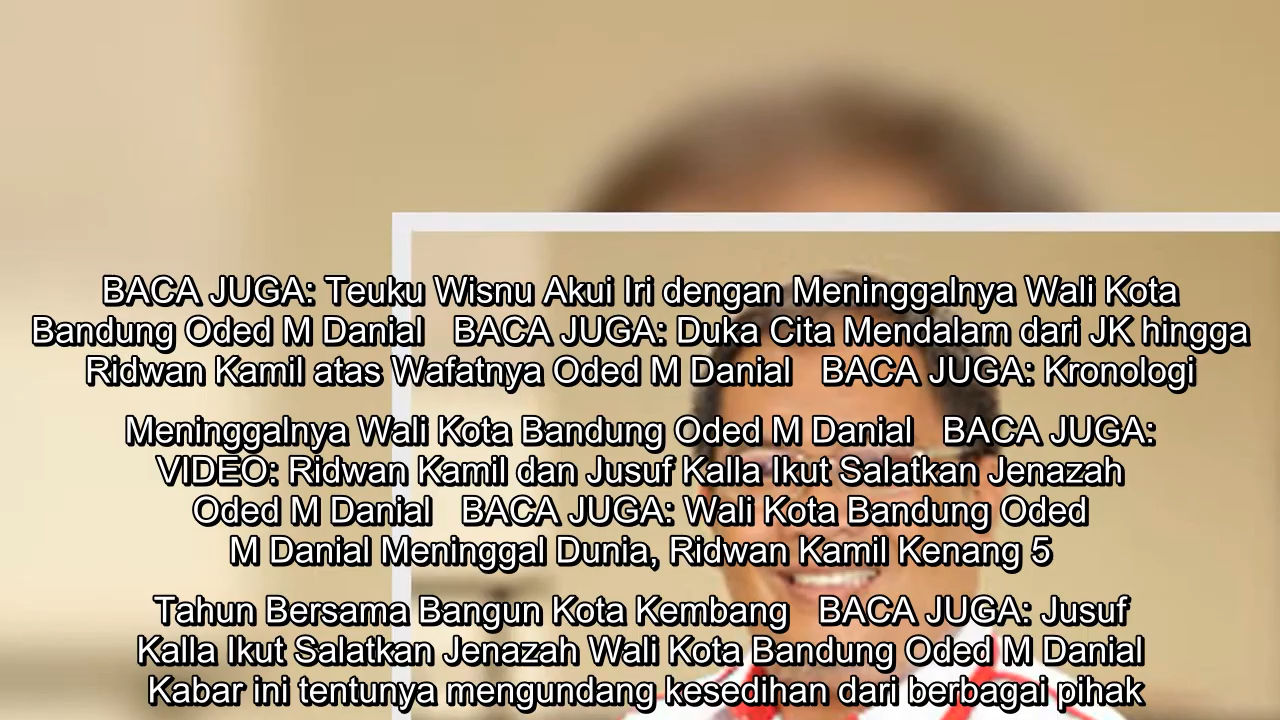 BACA JUGA: Teuku Wisnu Akui Iri dengan Meninggalnya Wali Kota
Bandung Oded M Danial   BACA JUGA: Duka Cita Mendalam dari JK hingga
Ridwan Kamil atas Wafatnya Oded M Danial   BACA JUGA: Kronologi
Meninggalnya Wali Kota Bandung Oded M Danial   BACA JUGA:
VIDEO: Ridwan Kamil dan Jusuf Kalla Ikut Salatkan Jenazah
Oded M Danial   BACA JUGA: Wali Kota Bandung Oded
M Danial Meninggal Dunia, Ridwan Kamil Kenang 5
Tahun Bersama Bangun Kota Kembang   BACA JUGA: Jusuf
Kalla Ikut Salatkan Jenazah Wali Kota Bandung Oded M Danial
Kabar ini tentunya mengundang kesedihan dari berbagai pihak